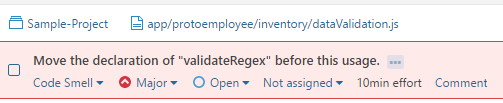 Sample-Project app/protoemployee/inventory/dataValidation.js
Move the declaration of "validateRegex" before this usage. ...
Code Smell Major Open Not assigned 10min effort Comment